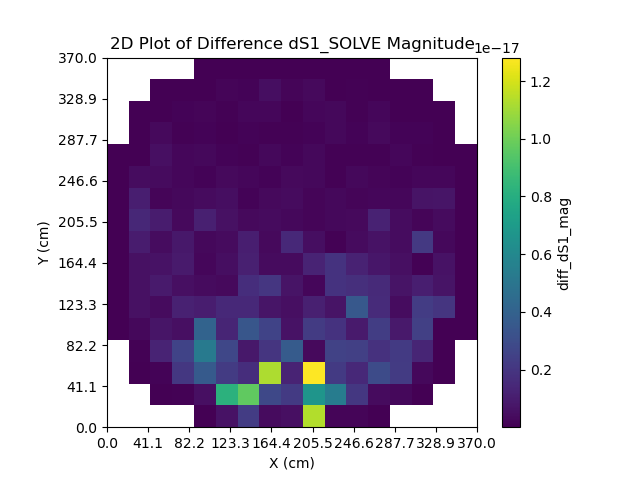 2D Plot of Difference dS1_SOLVE Magnitude
1e−17
370.0
328.9
287.7
246.6
205.5
164.4
123.3
82.2
41.1
0.0
Y (cm)
0.0 41.1 82.2 123.3 164.4 205.5 246.6 287.7 328.9 370.0
X (cm)
1.2
1.0
0.8
0.6
0.4
0.2
diff_dS1_mag